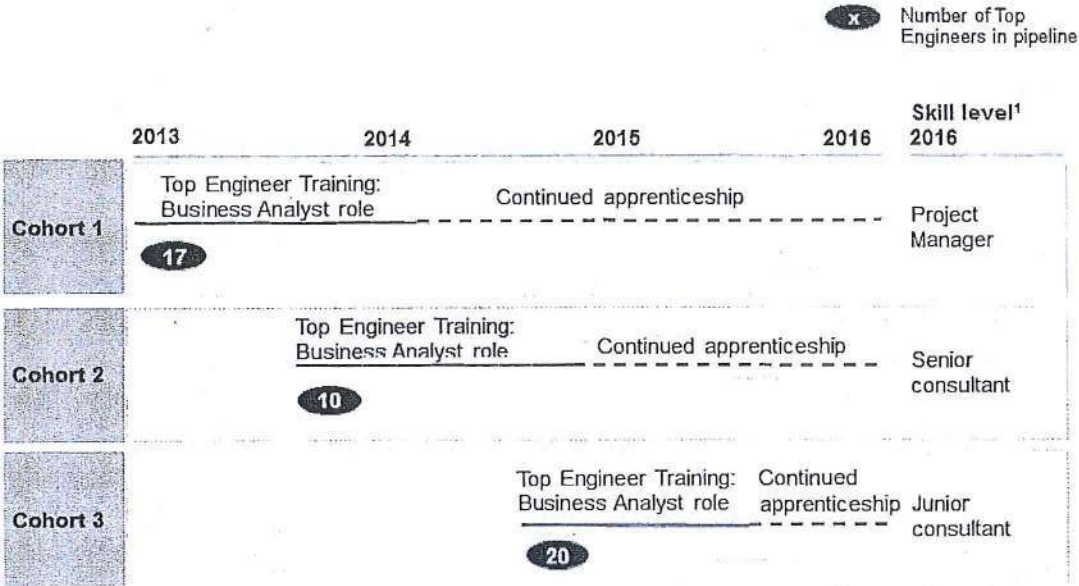 x Number of Top
Engineers in pipeline
Skill level¹
2013 2014 2015 2016 2016
Top Engineer Training:
Business Analyst role
Continued apprenticeship
Cohort 1
Project
Manager
17
Top Engineer Training:
Business Analyst role
Continued apprenticeship
Cohort 2
Senior
consultant
10
Top Engineer Training:
Business Analyst role
Continued
apprenticeship
Cohort 3
Junior
consultant
20